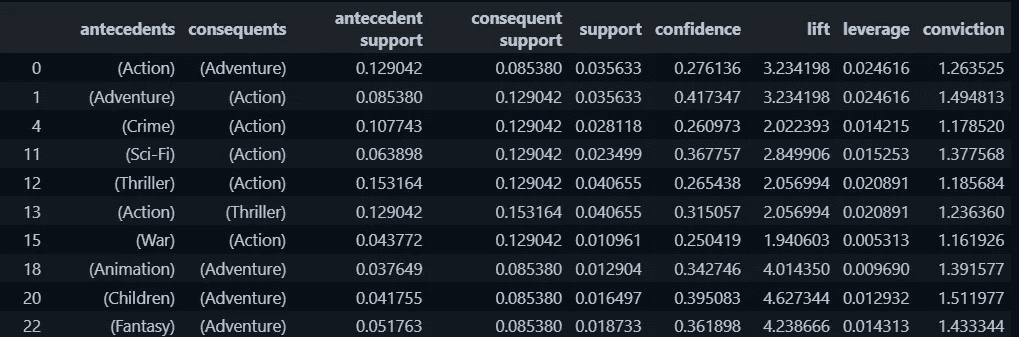 antecedents consequents antecedent support consequent support support confidence lift leverage conviction
0 (Action) (Adventure) 0.129042 0.085380 0.035633 0.276136 3.234198 0.024616 1.263525
1 (Adventure) (Action) 0.085380 0.129042 0.035633 0.417347 3.234198 0.024616 1.494813
4 (Crime) (Action) 0.107743 0.129042 0.028118 0.260973 2.022393 0.014215 1.178520
11 (Sci-Fi) (Action) 0.063898 0.129042 0.023499 0.367757 2.849906 0.015253 1.377568
12 (Thriller) (Action) 0.153164 0.129042 0.040655 0.265438 2.056994 0.020891 1.185684
13 (Action) (Thriller) 0.129042 0.153164 0.040655 0.315057 2.056994 0.020891 1.236360
15 (War) (Action) 0.043772 0.129042 0.010961 0.250419 1.940603 0.005313 1.161926
18 (Animation) (Adventure) 0.037649 0.085380 0.012904 0.342746 4.014350 0.009690 1.391577
20 (Children) (Adventure) 0.041755 0.085380 0.016497 0.395083 4.627344 0.012932 1.511977
22 (Fantasy) (Adventure) 0.051763 0.085380 0.018733 0.361898 4.238666 0.014313 1.433344